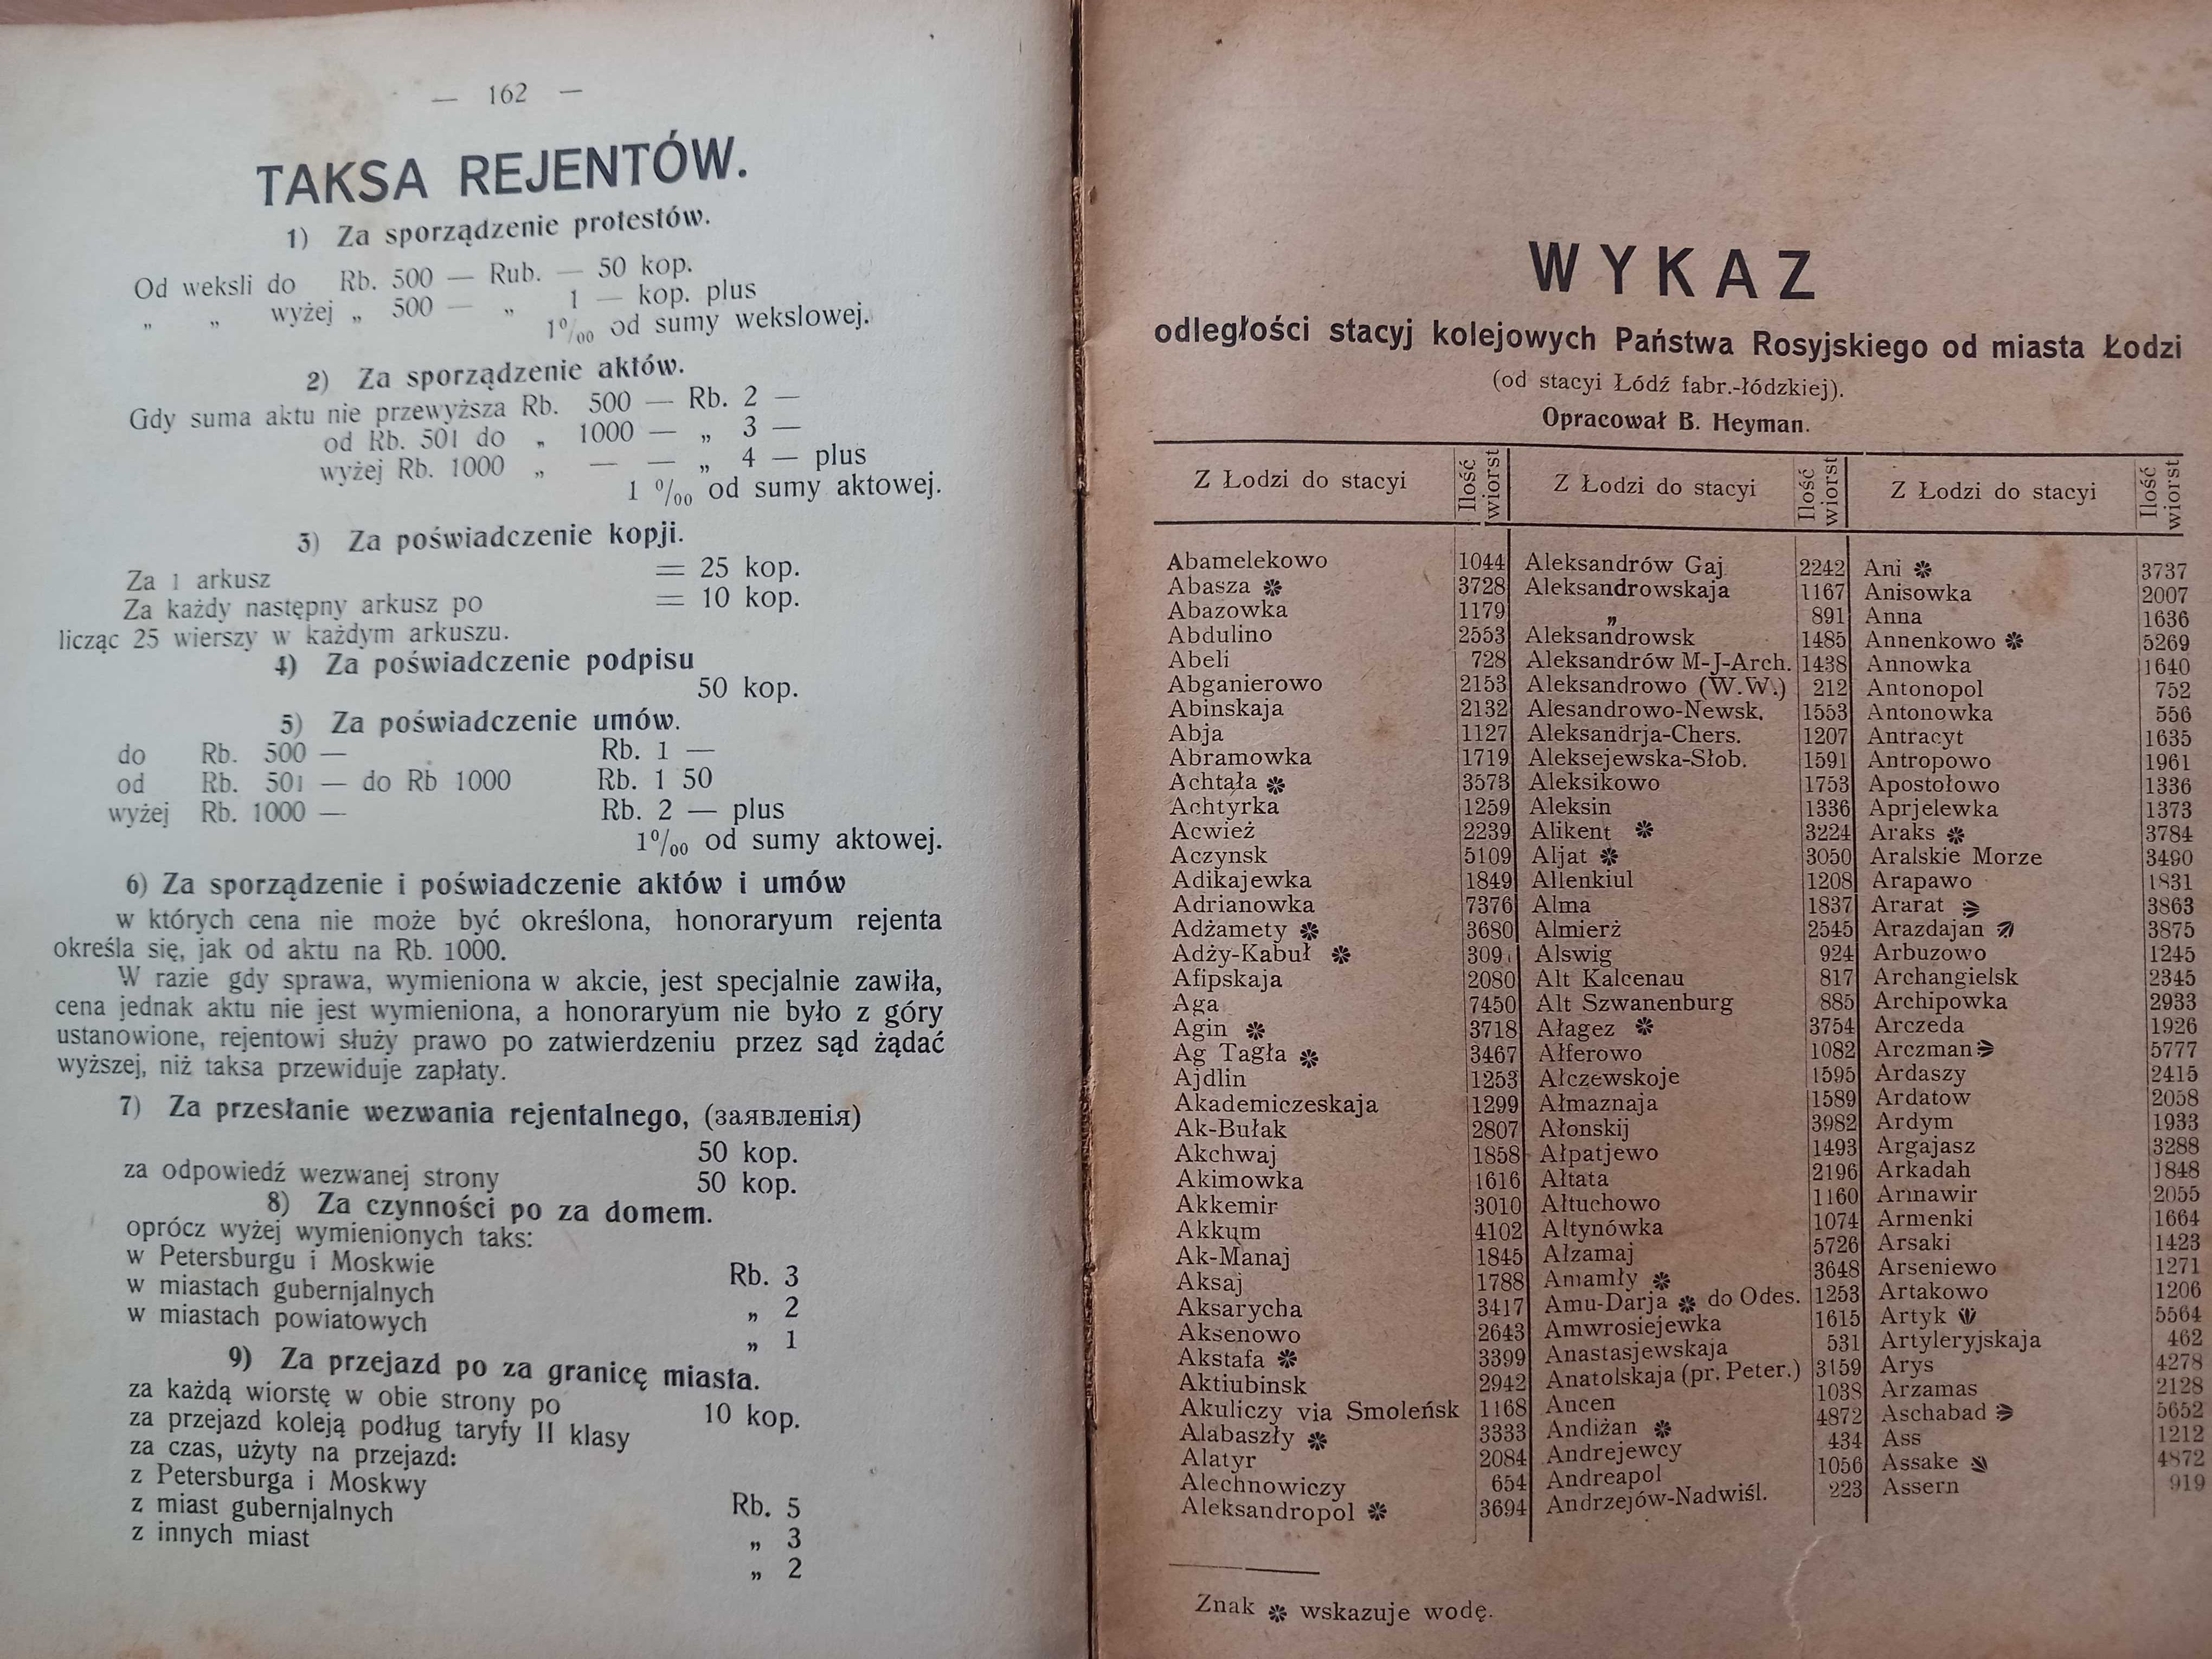 — 162 —
TAKSA REJENTÓW.
1) Za sporządzenie protestów.
Od weksli do Rb. 500 — Rub. — 50 kop.
„ „ wyżej „ 500 — „ 1 — kop. plus
1⁰/₀₀ od sumy wekslowej.
2) Za sporządzenie aktów.
Gdy suma aktu nie przewyższa Rb. 500 — Rb. 2 —
od Rb. 501 do „ 1000 — „ 3 —
wyżej Rb. 1000 „ — — „ 4 — plus
1 ⁰/₀₀ od sumy aktowej.
3) Za poświadczenie kopji.
Za 1 arkusz = 25 kop.
Za każdy następny arkusz po = 10 kop.
licząc 25 wierszy w każdym arkuszu.
4) Za poświadczenie podpisu
50 kop.
5) Za poświadczenie umów.
do Rb. 500 — Rb. 1 —
od Rb. 501 — do Rb 1000 Rb. 1 50
wyżej Rb. 1000 — Rb. 2 — plus
1⁰/₀₀ od sumy aktowej.
6) Za sporządzenie i poświadczenie aktów i umów
w których cena nie może być określona, honoraryum rejenta
określa się, jak od aktu na Rb. 1000.
W razie gdy sprawa, wymieniona w akcie, jest specjalnie zawiła,
cena jednak aktu nie jest wymieniona, a honoraryum nie było z góry
ustanowione, rejentowi służy prawo po zatwierdzeniu przez sąd żądać
wyższej, niż taksa przewiduje zapłaty.
7) Za przesłanie wezwania rejentalnego, (заявленія)
50 kop.
za odpowiedź wezwanej strony 50 kop.
8) Za czynności po za domem.
oprócz wyżej wymienionych taks:
w Petersburgu i Moskwie Rb. 3
w miastach gubernjalnych „ 2
w miastach powiatowych „ 1
9) Za przejazd po za granicę miasta.
za każdą wiorstę w obie strony po 10 kop.
za przejazd koleją podług taryfy II klasy
za czas, użyty na przejazd:
z Petersburga i Moskwy Rb. 5
z miast gubernjalnych „ 3
z innych miast „ 2
WYKAZ
odległości stacyj kolejowych Państwa Rosyjskiego od miasta Łodzi
(od stacyi Łódź fabr.-łódzkiej).
Opracował B. Heyman.
Z Łodzi do stacyi Ilość wiorst
Abamelekowo 1044
Abasza ❇ 3728
Abazowka 1179
Abdulino 2553
Abeli 728
Abganierowo 2153
Abinskaja 2132
Abja 1127
Abramowka 1719
Achtała ❇ 3573
Achtyrka 1259
Acwież 2239
Aczynsk 5109
Adikajewka 1849
Adrianowka 7376
Adżamety ❇ 3680
Adży-Kabuł ❇ 309
Afipskaja 2080
Aga 7450
Agin ❇ 3718
Ag Tagła ❇ 3467
Ajdlin 1253
Akademiczeskaja 1299
Ak-Bułak 2807
Akchwaj 1858
Akimowka 1616
Akkemir 3010
Akkum 4102
Ak-Manaj 1845
Aksaj 1788
Aksarycha 3417
Aksenowo 2643
Akstafa ❇ 3399
Aktiubinsk 2942
Akuliczy via Smoleńsk 1168
Alabaszły ❇ 3333
Alatyr 2084
Alechnowiczy 654
Aleksandropol ❇ 3694
Z Łodzi do stacyi Ilość wiorst
Aleksandrów Gaj 2242
Aleksandrowskaja 1167
„ 891
Aleksandrowsk 1485
Aleksandrów M-J-Arch. 1438
Aleksandrowo (W.W.) 212
Alesandrowo-Newsk. 1553
Aleksandrja-Chers. 1207
Aleksejewska-Słob. 1591
Aleksikowo 1753
Aleksin 1336
Alikent ❇ 3224
Aljat ❇ 3050
Allenkiul 1208
Alma 1837
Almierż 2545
Alswig 924
Alt Kalcenau 817
Alt Szwanenburg 885
Ałagez ❇ 3754
Ałferowo 1082
Ałczewskoje 1595
Ałmaznaja 1589
Ałonskij 3982
Ałpatjewo 1493
Ałtata 2196
Ałtuchowo 1160
Ałtynówka 1074
Ałzamaj 5726
Amamły ❇ 3648
Amu-Darja ❇ do Odes. 1253
Amwrosiejewka 1615
Anastasjewskaja 531
Anatolskaja (pr. Peter.) 3159
Ancen 1038
Andiżan ❇ 4872
Andrejewcy 434
Andreapol 1056
Andrzejów-Nadwiśl. 223
Z Łodzi do stacyi Ilość wiorst
Ani ❇ 3737
Anisowka 2007
Anna 1636
Annenkowo ❇ 5269
Annowka 1640
Antonopol 752
Antonowka 556
Antracyt 1635
Antropowo 1961
Apostołowo 1336
Aprjelewka 1373
Araks ❇ 3784
Aralskie Morze 3490
Arapawo 1831
Ararat 3863
Arazdajan 3875
Arbuzowo 1245
Archangielsk 2345
Archipowka 2933
Arczeda 1926
Arczman 5777
Ardaszy 2415
Ardatow 2058
Ardym 1933
Argajasz 3288
Arkadah 1848
Armawir 2055
Armenki 1664
Arsaki 1423
Arseniewo 1271
Artakowo 1206
Artyk 5564
Artyleryjskaja 462
Arys 4278
Arzamas 2128
Aschabad 5652
Ass 1212
Assake 4872
Assern 919
Znak ❇ wskazuje wodę.